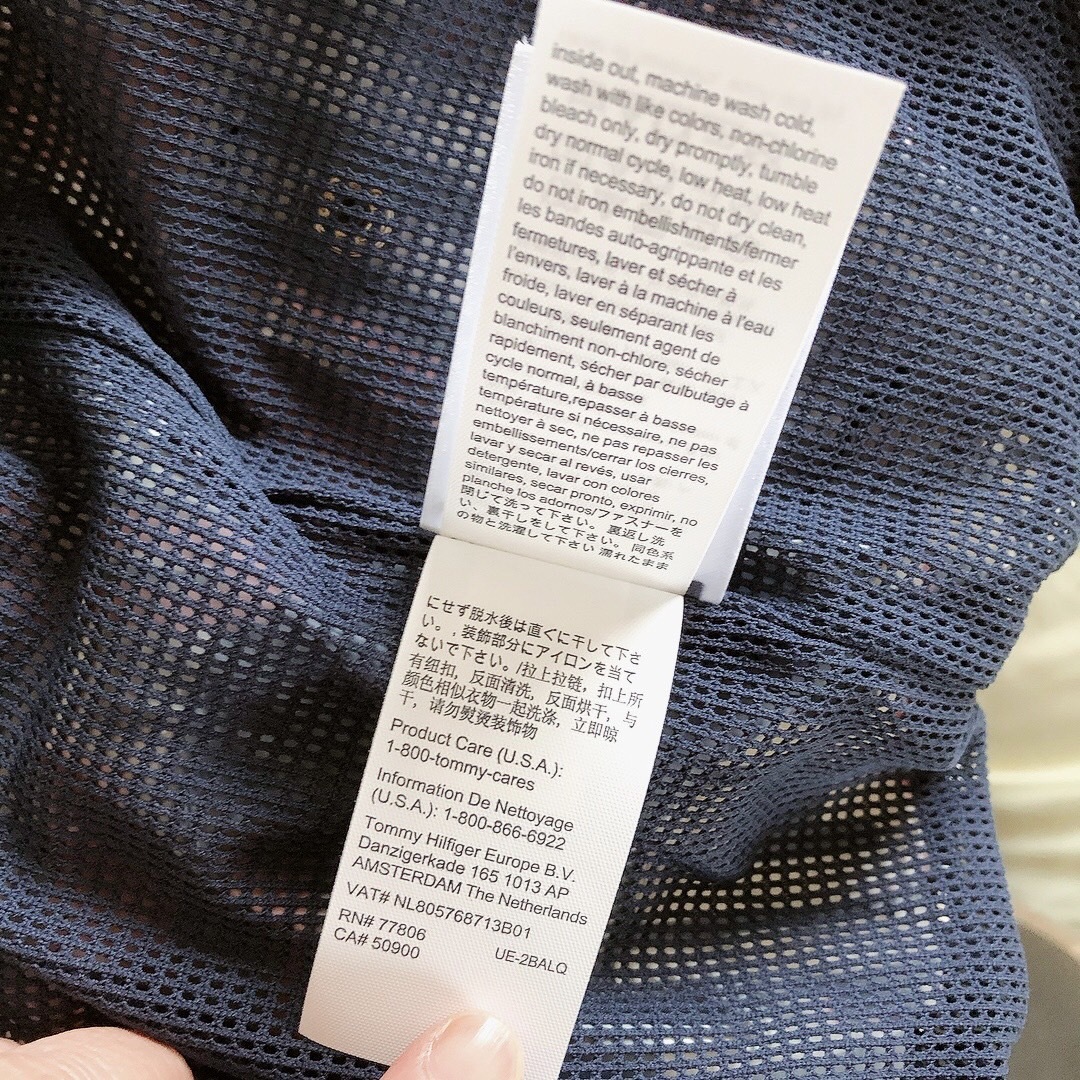 inside out, machine wash cold,
wash with like colors, non-chlorine
bleach only, dry promptly, tumble
dry normal cycle, low heat, low heat
iron if necessary, do not dry clean,
do not iron embellishments/fermer
les bandes auto-agrippante et les
fermetures, laver et sécher à
l'envers, laver à la machine à l'eau
froide, laver en séparant les
couleurs, seulement agent de
blanchiment non-chlore, sécher
rapidement, sécher par culbutage à
cycle normal, à basse
température,repasser à basse
température si nécessaire, ne pas
nettoyer à sec, ne pas repasser les
embellissements/cerrar los cierres,
lavar y secar al revés, usar
detergente, lavar con colores
similares, secar pronto, exprimir, no
planche los adornos/ファスナーを
閉じて洗って下さい。 裏返し洗
い、裏干しをして下さい。 同色系
の物と洗濯して下さい 濡れたまま
にせず脱水後は直ぐに干して下さ
い。, 装飾部分にアイロンを当て
ないで下さい。/拉上拉链，扣上所
有纽扣，反面清洗，反面烘干，与
颜色相似衣物一起洗涤，立即晾
干，请勿熨烫装饰物
Product Care (U.S.A.):
1-800-tommy-cares
Information De Nettoyage
(U.S.A.): 1-800-866-6922
Tommy Hilfiger Europe B.V.
Danzigerkade 165 1013 AP
AMSTERDAM The Netherlands
VAT# NL805768713B01
RN# 77806
CA# 50900 UE-2BALQ